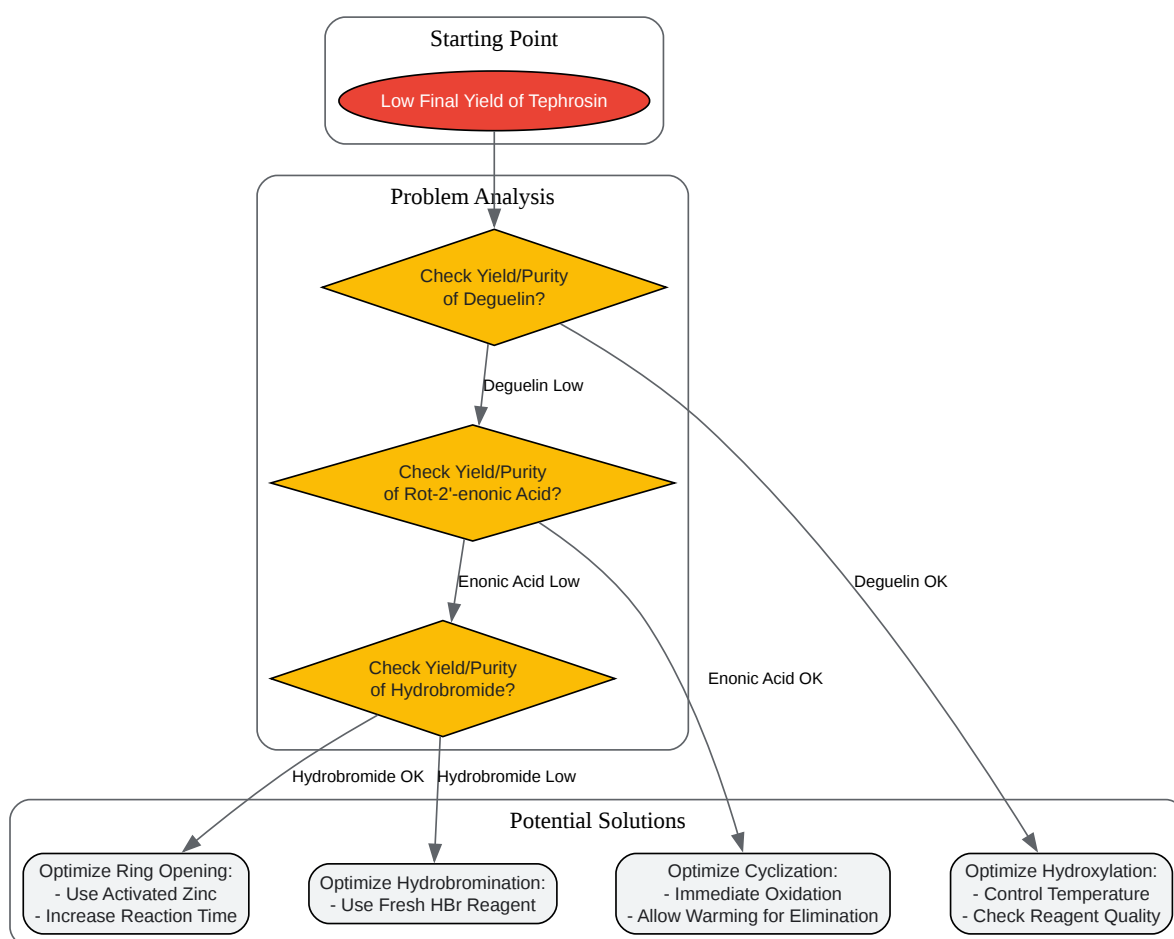 Starting Point
Low Final Yield of Tephrosin
Problem Analysis
Check Yield/Purity
of Deguelin?
Deguelin Low
Check Yield/Purity
of Rot-2'-enonic Acid?
Enonic Acid Low
Deguelin OK
Check Yield/Purity
of Hydrobromide?
Enonic Acid OK
Hydrobromide OK
Hydrobromide Low
Potential Solutions
Optimize Ring Opening:
- Use Activated Zinc
- Increase Reaction Time
Optimize Hydrobromination:
- Use Fresh HBr Reagent
Optimize Cyclization:
- Immediate Oxidation
- Allow Warming for Elimination
Optimize Hydroxylation:
- Control Temperature
- Check Reagent Quality